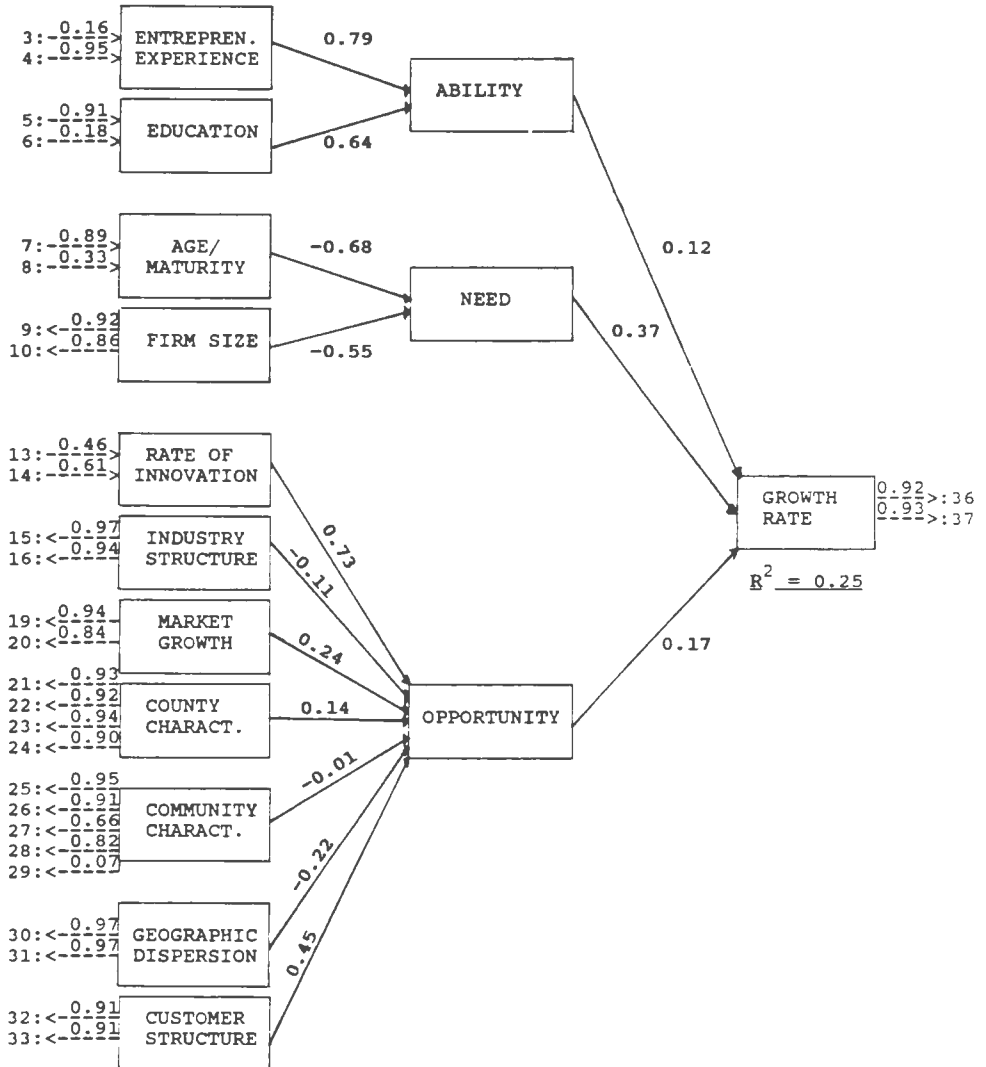 3:-0.16->
4:-0.95->
ENTREPREN.
EXPERIENCE
0.79
ABILITY
5:-0.91->
6:-0.18->
EDUCATION
0.64
7:-0.89->
8:-0.33->
AGE/
MATURITY
-0.68
NEED
0.12
9:<-0.92
10:<-0.86
FIRM SIZE
-0.55
0.37
13:-0.46->
14:-0.61->
RATE OF
INNOVATION
0.73
GROWTH
RATE
0.92>:36
0.93>:37
R² = 0.25
15:<-0.97
16:<-0.94
INDUSTRY
STRUCTURE
-0.11
19:<-0.94
20:<-0.84
MARKET
GROWTH
0.24
0.17
21:<-0.93
22:<-0.92
23:<-0.94
24:<-0.90
COUNTY
CHARACT.
0.14
OPPORTUNITY
25:<-0.95
26:<-0.91
27:<-0.66
28:<-0.82
29:<-0.07
COMMUNITY
CHARACT.
-0.01
30:<-0.97
31:<-0.97
GEOGRAPHIC
DISPERSION
-0.22
32:<-0.91
33:<-0.91
CUSTOMER
STRUCTURE
0.45